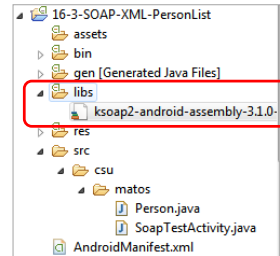 16-3-SOAP-XML-PersonList
assets
bin
gen [Generated Java Files]
libs
ksoap2-android-assembly-3.1.0-
res
src
csu
matos
Person.java
SoapTestActivity.java
AndroidManifest.xml